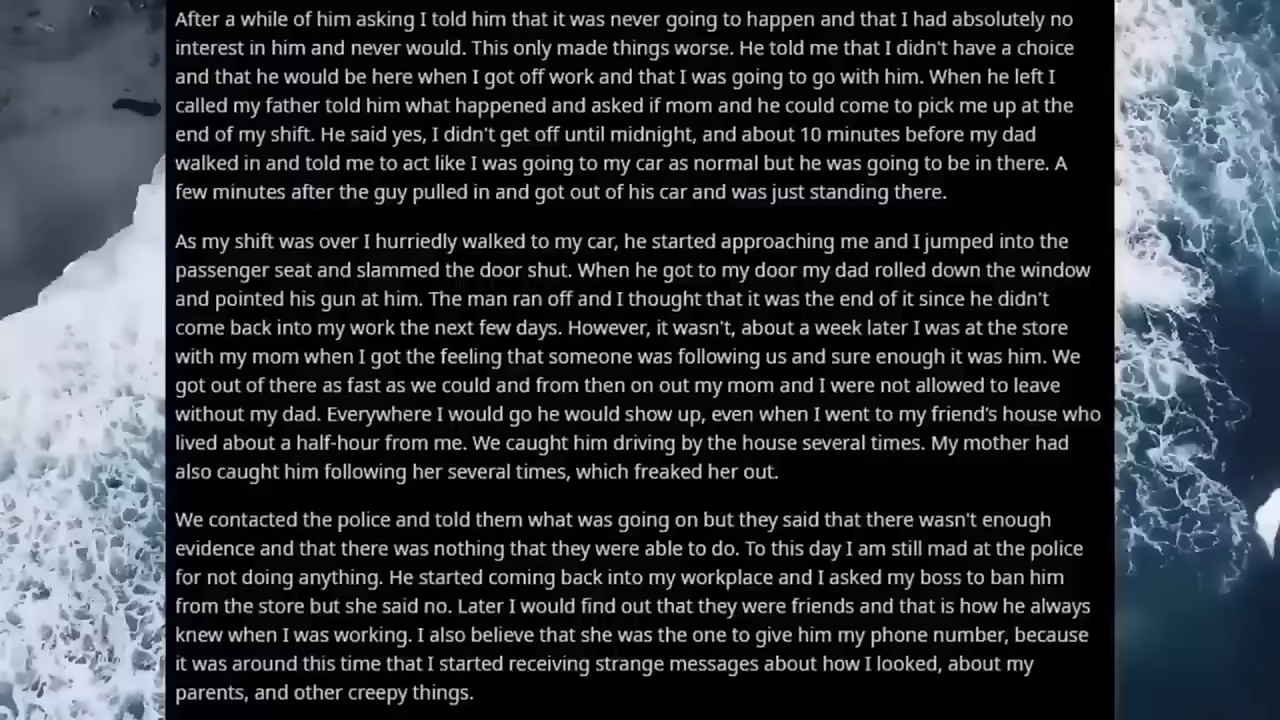 After a while of him asking I told him that it was never going to happen and that I had absolutely no
interest in him and never would. This only made things worse. He told me that I didn't have a choice
and that he would be here when I got off work and that I was going to go with him. When he left I
called my father told him what happened and asked if mom and he could come to pick me up at the
end of my shift. He said yes, I didn't get off until midnight, and about 10 minutes before my dad
walked in and told me to act like I was going to my car as normal but he was going to be in there. A
few minutes after the guy pulled in and got out of his car and was just standing there.
As my shift was over I hurriedly walked to my car, he started approaching me and I jumped into the
passenger seat and slammed the door shut. When he got to my door my dad rolled down the window
and pointed his gun at him. The man ran off and I thought that it was the end of it since he didn't
come back into my work the next few days. However, it wasn't, about a week later I was at the store
with my mom when I got the feeling that someone was following us and sure enough it was him. We
got out of there as fast as we could and from then on out my mom and I were not allowed to leave
without my dad. Everywhere I would go he would show up, even when I went to my friend's house who
lived about a half-hour from me. We caught him driving by the house several times. My mother had
also caught him following her several times, which freaked her out.
We contacted the police and told them what was going on but they said that there wasn't enough
evidence and that there was nothing that they were able to do. To this day I am still mad at the police
for not doing anything. He started coming back into my workplace and I asked my boss to ban him
from the store but she said no. Later I would find out that they were friends and that is how he always
knew when I was working. I also believe that she was the one to give him my phone number, because
it was around this time that I started receiving strange messages about how I looked, about my
parents, and other creepy things.